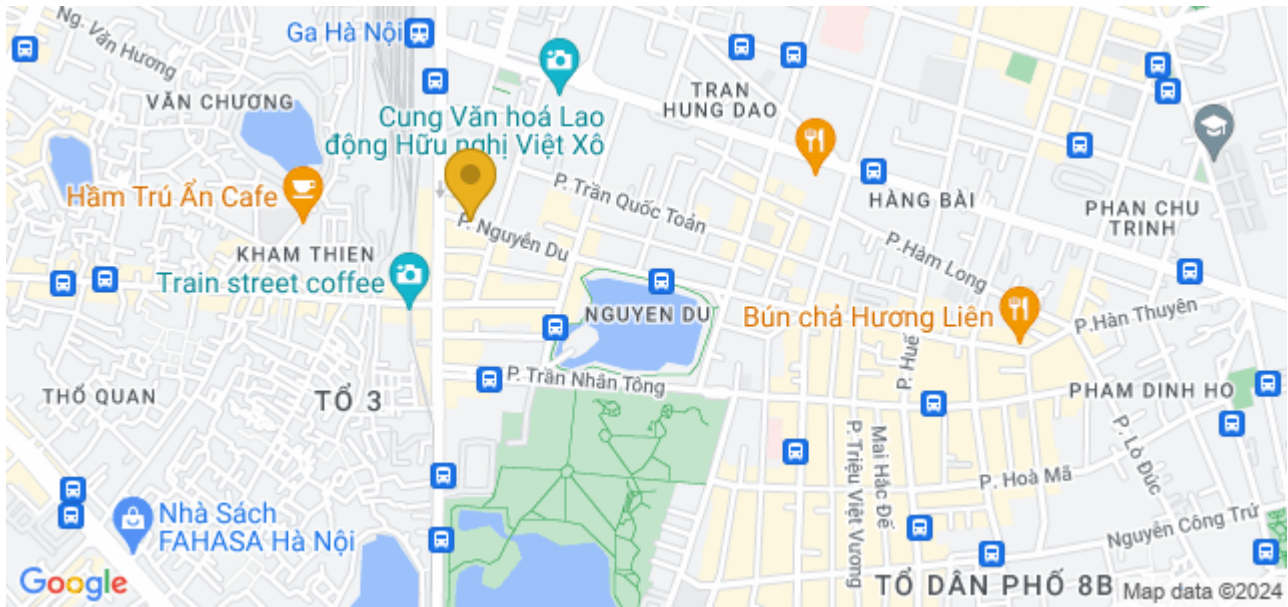 Ga Hà Nội
Ng. Văn Hương
VĂN CHƯƠNG
TRAN
HUNG DAO
Cung Văn hoá Lao
động Hữu nghị Việt Xô
Hầm Trú Ẩn Cafe
P. Trần Quốc Toản
HÀNG BÀI
PHAN CHU
TRINH
P. Nguyễn Du
P.Hàm Long
KHAM THIEN
Train street coffee
NGUYEN DU
Bún chả Hương Liên
P.Hàn Thuyên
P. Huế
P. Trần Nhân Tông
THỔ QUAN
TỔ 3
PHAM DINH HO
P. Triệu Việt Vương
Mai Hắc Đế
P. Lò Đúc
P. Hoà Mã
Nhà Sách
FAHASA Hà Nội
Nguyễn Công Trứ
Google
TỔ DÂN PHỐ 8B
Map data ©2024